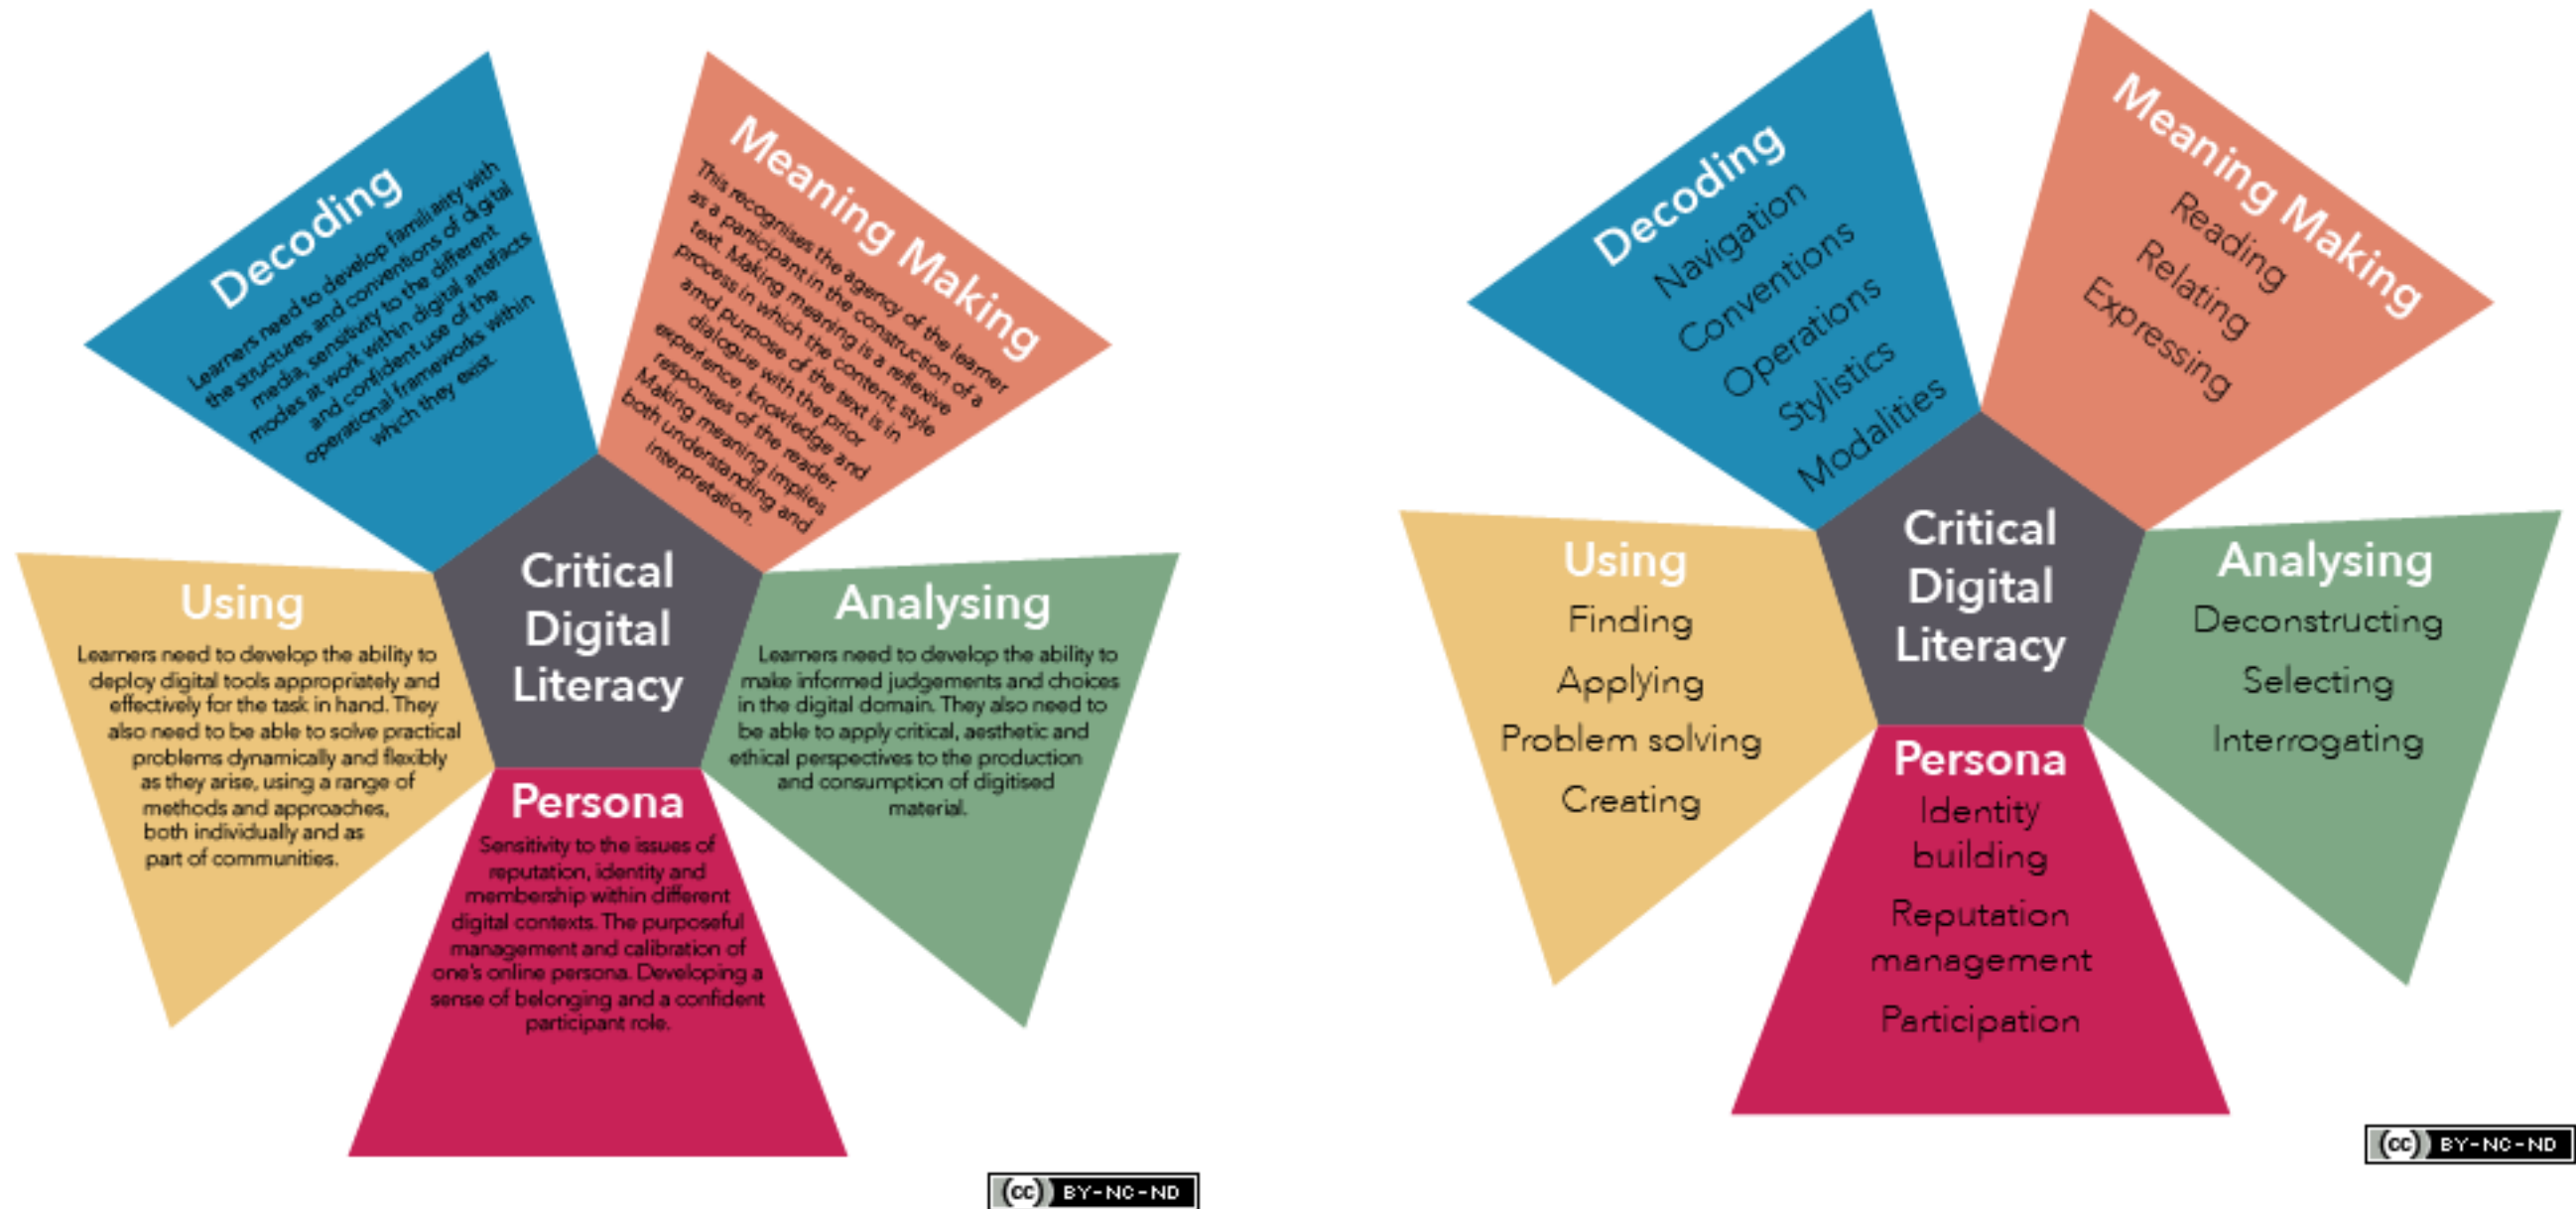 Decoding
Learners need to develop familiarity with
the structures and conventions of digital
media, sensitivity to the different
modes at work within digital artefacts
and confident use of the
operational frameworks within
which they exist.
Meaning Making
This recognises the agency of the learner
as a participant in the construction of a
text. Making meaning is a reflexive
process in which the content, style
amd purpose of the text is in
dialogue with the prior
experience, knowledge and
responses of the reader.
Making meaning implies
both understanding and
interpretation.
Using
Learners need to develop the ability to
deploy digital tools appropriately and
effectively for the task in hand. They
also need to be able to solve practical
problems dynamically and flexibly
as they arise, using a range of
methods and approaches,
both individually and as
part of communities.
Critical
Digital
Literacy
Analysing
Learners need to develop the ability to
make informed judgements and choices
in the digital domain. They also need to
be able to apply critical, aesthetic and
ethical perspectives to the production
and consumption of digitised
material.
Persona
Sensitivity to the issues of
reputation, identity and
membership within different
digital contexts. The purposeful
management and calibration of
one's online persona. Developing a
sense of belonging and a confident
participant role.
(cc) BY-NC-ND
Decoding
Navigation
Conventions
Operations
Stylistics
Modalities
Meaning Making
Reading
Relating
Expressing
Using
Finding
Applying
Problem solving
Creating
Critical
Digital
Literacy
Analysing
Deconstructing
Selecting
Interrogating
Persona
Identity
building
Reputation
management
Participation
(cc) BY-NC-ND